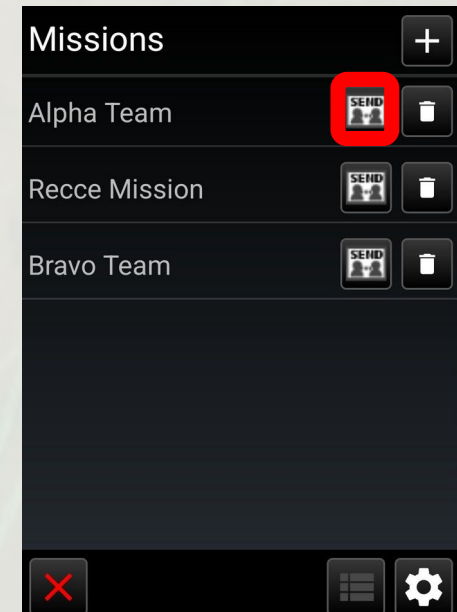 Missions
Alpha Team SEND
Recce Mission SEND
Bravo Team SEND